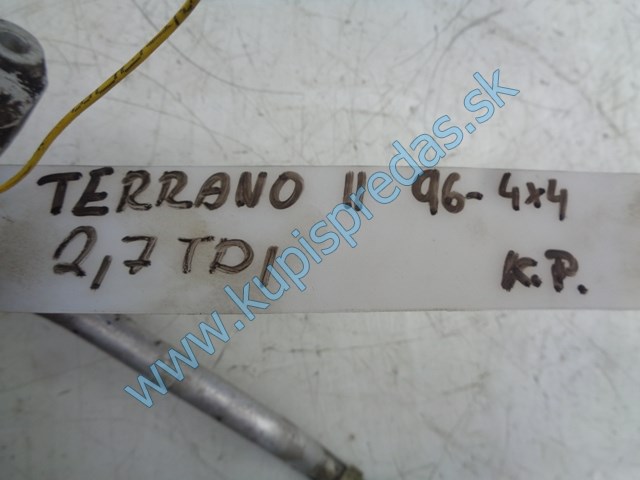 TERRANO II 96- 4x4
2,7 TDI K.P.
www.kupispredas.sk